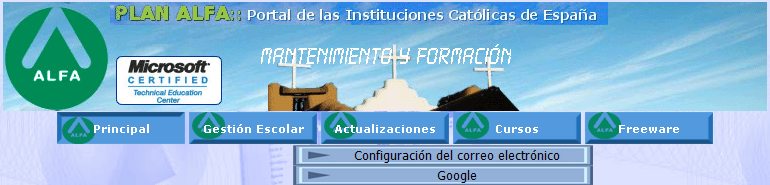 PLAN ALFA:: Portal de las Instituciones Católicas de España
MANTENIMIENTO Y FORMACIÓN
ALFA
Microsoft
CERTIFIED
Technical Education
Center
Principal Gestión Escolar Actualizaciones Cursos Freeware
Configuración del correo electrónico
Google